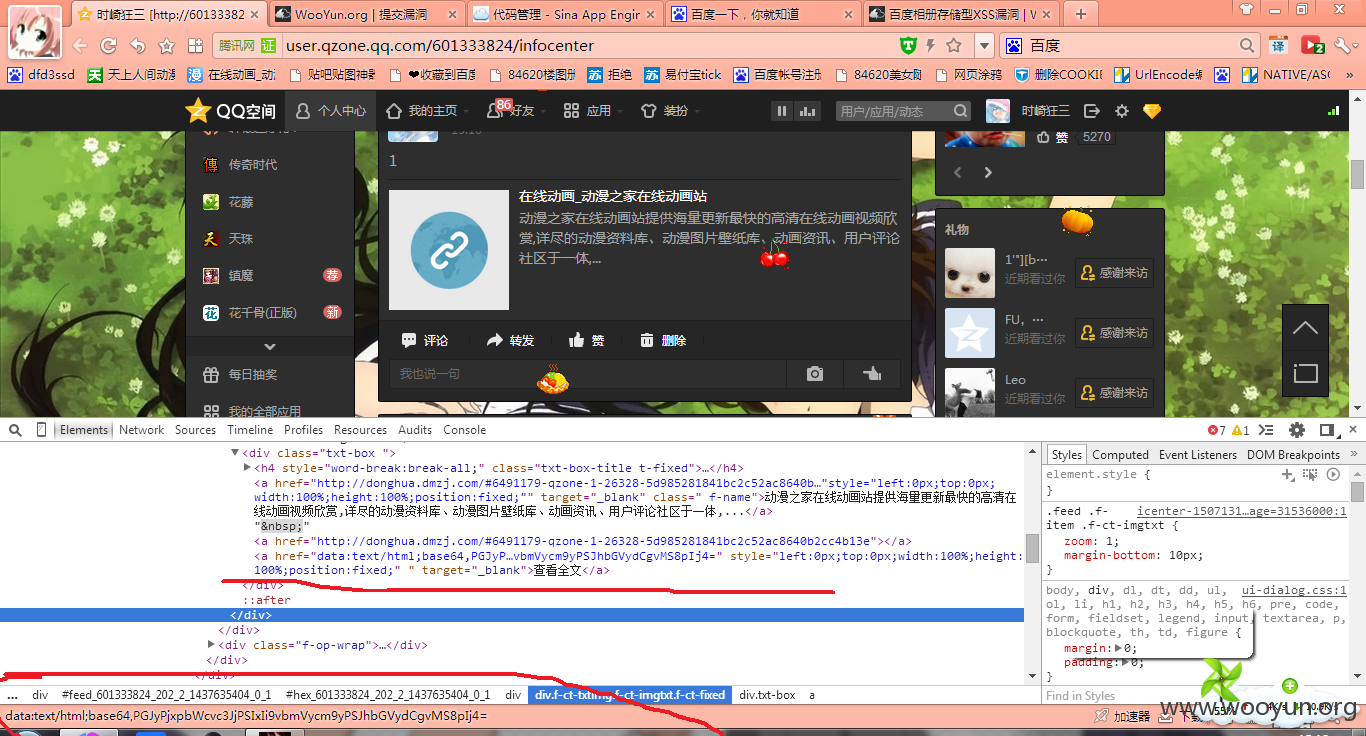 时崎狂三 [http://601333824
WooYun.org | 提交漏洞
代码管理 - Sina App Engin
百度一下，你就知道
百度相册存储型XSS漏洞 | W
腾讯网 证 user.qzone.qq.com/601333824/infocenter
百度
译
2
dfd3ssd
天上人间动漫
在线动画_动
贴吧贴图神器
❤收藏到百度
84620楼图册
拒绝
易付宝tick
百度帐号注册
84620美女
网页涂鸦
删除COOKIE
UrlEncode编
NATIVE/ASC
»
QQ空间
个人中心
我的主页
86
好友
应用
装扮
用户/应用/动态
时崎狂三
传奇时代
花藤
天珠
镇魔 荐
花千骨(正版) 新
每日抽奖
我的全部应用
1
在线动画_动漫之家在线动画站
动漫之家在线动画站提供海量更新最快的高清在线动画视频欣
赏,详尽的动漫资料库、动漫图片壁纸库、动画资讯、用户评论
社区于一体,...
评论 转发 赞 删除
我也说一句
赞 5270
礼物
1'"][b···
近期看过你
感谢来访
FU，···
近期看过你
感谢来访
Leo
近期看过你
感谢来访
Elements Network Sources Timeline Profiles Resources Audits Console
7 1
<div class="txt-box ">
<h4 style="word-break:break-all;" class="txt-box-title t-fixed">…</h4>
<a href="http://donghua.dmzj.com/#6491179-qzone-1-26328-5d985281841bc2c52ac8640b…"style="left:0px;top:0px;
width:100%;height:100%;position:fixed;"" target="_blank" class=" f-name">动漫之家在线动画站提供海量更新最快的高清在
线动画视频欣赏,详尽的动漫资料库、动漫图片壁纸库、动画资讯、用户评论社区于一体,...</a>
"&nbsp;"
<a href="http://donghua.dmzj.com/#6491179-qzone-1-26328-5d985281841bc2c52ac8640b2cc4b13e"></a>
<a href="data:text/html;base64,PGJyP…vbmVycm9yPSJhbGVydCgvMS8pIj4=" style="left:0px;top:0px;width:100%;height:
100%;position:fixed;" " target="_blank">查看全文</a>
</div>
::after
</div>
</div>
<div class="f-op-wrap">…</div>
</div>
</div>
... div #feed_601333824_202_2_1437635404_0_1 #hex_601333824_202_2_1437635404_0_1 div div.f-ct-txtimg.f-ct-imgtxt.f-ct-fixed div.txt-box a
Styles Computed Event Listeners DOM Breakpoints »
element.style {
}
.feed .f- icenter-1507131…age=31536000:1
item .f-ct-imgtxt {
zoom: 1;
margin-bottom: 10px;
}
body, div, dl, dt, dd, ul, ui-dialog.css:1
ol, li, h1, h2, h3, h4, h5, h6, pre, code,
form, fieldset, legend, input, textarea, p,
blockquote, th, td, figure {
margin:▶0;
padding:▶0;
}
Find in Styles
data:text/html;base64,PGJyPjxpbWcvc3JjPSIxIi9vbmVycm9yPSJhbGVydCgvMS8pIj4=
加速器
www.wooyun.org